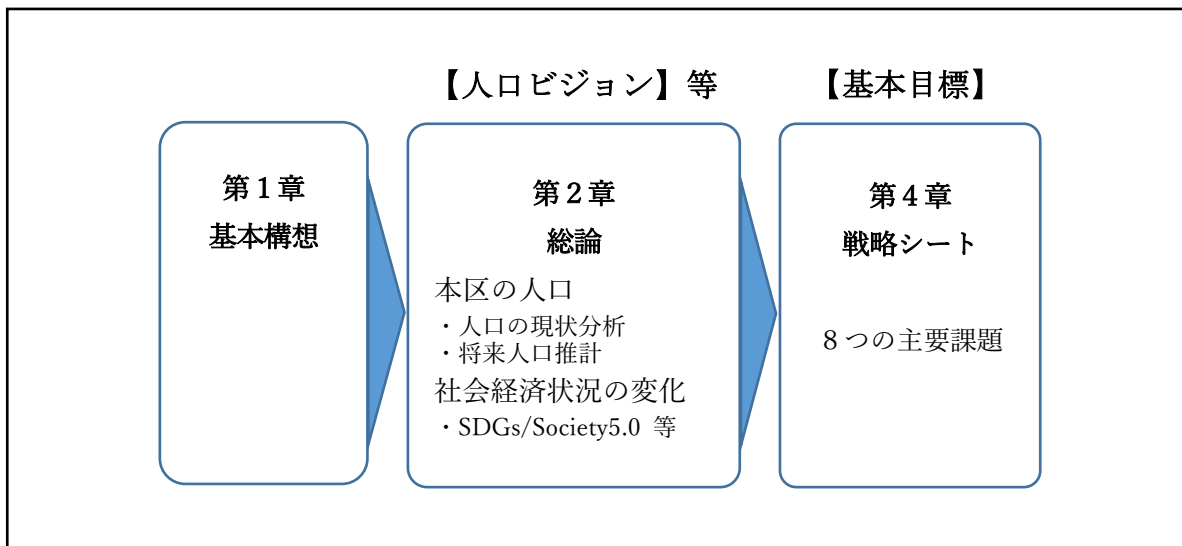 【人口ビジョン】等
【基本目標】
第１章
基本構想
第２章
総論
本区の人口
・人口の現状分析
・将来人口推計
社会経済状況の変化
・SDGs/Society5.0 等
第４章
戦略シート
８つの主要課題